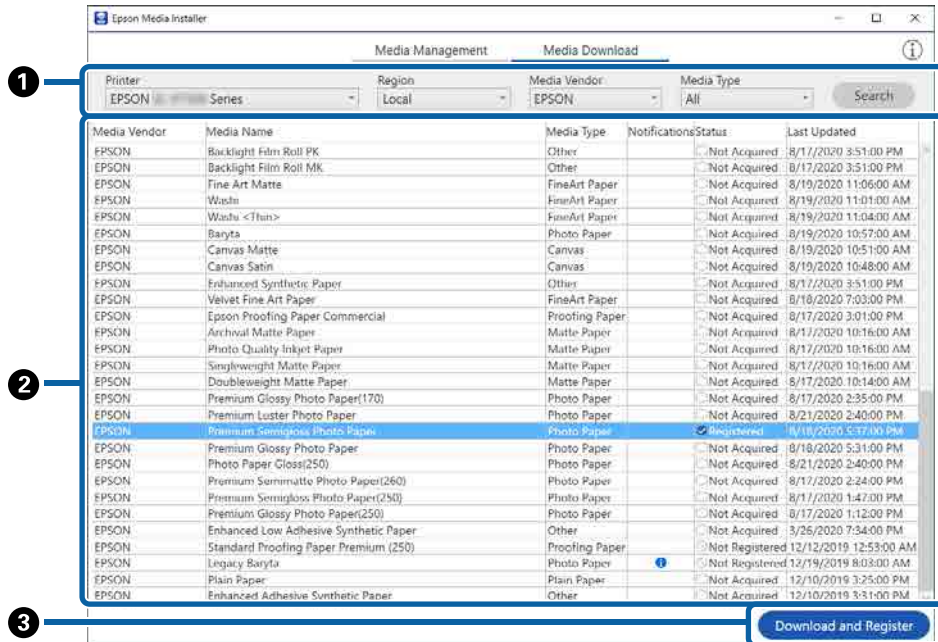 Epson Media Installer
Media Management Media Download
1
Printer Region Media Vendor Media Type
EPSON Series Local EPSON All Search
2
Media Vendor Media Name Media Type Notifications Status Last Updated
EPSON Backlight Film Roll PK Other Not Acquired 8/17/2020 3:51:00 PM
EPSON Backlight Film Roll MK Other Not Acquired 8/17/2020 3:51:00 PM
EPSON Fine Art Matte FineArt Paper Not Acquired 8/19/2020 11:06:00 AM
EPSON Washi FineArt Paper Not Acquired 8/19/2020 11:01:00 AM
EPSON Washi <Thin> FineArt Paper Not Acquired 8/19/2020 11:04:00 AM
EPSON Baryta Photo Paper Not Acquired 8/19/2020 10:57:00 AM
EPSON Canvas Matte Canvas Not Acquired 8/19/2020 10:51:00 AM
EPSON Canvas Satin Canvas Not Acquired 8/19/2020 10:48:00 AM
EPSON Enhanced Synthetic Paper Other Not Acquired 8/17/2020 3:51:00 PM
EPSON Velvet Fine Art Paper FineArt Paper Not Acquired 8/18/2020 7:03:00 PM
EPSON Epson Proofing Paper Commercial Proofing Paper Not Acquired 8/17/2020 3:01:00 PM
EPSON Archival Matte Paper Matte Paper Not Acquired 8/17/2020 10:16:00 AM
EPSON Photo Quality Inkjet Paper Matte Paper Not Acquired 8/17/2020 10:16:00 AM
EPSON Singleweight Matte Paper Matte Paper Not Acquired 8/17/2020 10:16:00 AM
EPSON Doubleweight Matte Paper Matte Paper Not Acquired 8/17/2020 10:14:00 AM
EPSON Premium Glossy Photo Paper(170) Photo Paper Not Acquired 8/17/2020 2:35:00 PM
EPSON Premium Luster Photo Paper Photo Paper Not Acquired 8/21/2020 2:40:00 PM
EPSON Premium Semigloss Photo Paper Photo Paper Registered 8/18/2020 5:37:00 PM
EPSON Premium Glossy Photo Paper Photo Paper Not Acquired 8/18/2020 5:31:00 PM
EPSON Photo Paper Gloss(250) Photo Paper Not Acquired 8/21/2020 2:40:00 PM
EPSON Premium Semimatte Photo Paper(260) Photo Paper Not Acquired 8/17/2020 2:24:00 PM
EPSON Premium Semigloss Photo Paper(250) Photo Paper Not Acquired 8/17/2020 1:47:00 PM
EPSON Premium Glossy Photo Paper(250) Photo Paper Not Acquired 8/17/2020 1:12:00 PM
EPSON Enhanced Low Adhesive Synthetic Paper Other Not Acquired 3/26/2020 7:34:00 PM
EPSON Standard Proofing Paper Premium (250) Proofing Paper Not Registered 12/12/2019 12:53:00 AM
EPSON Legacy Baryta Photo Paper Not Registered 12/19/2019 8:03:00 AM
EPSON Plain Paper Plain Paper Not Acquired 12/10/2019 3:25:00 PM
EPSON Enhanced Adhesive Synthetic Paper Other Not Acquired 12/10/2019 3:31:00 PM
3
Download and Register